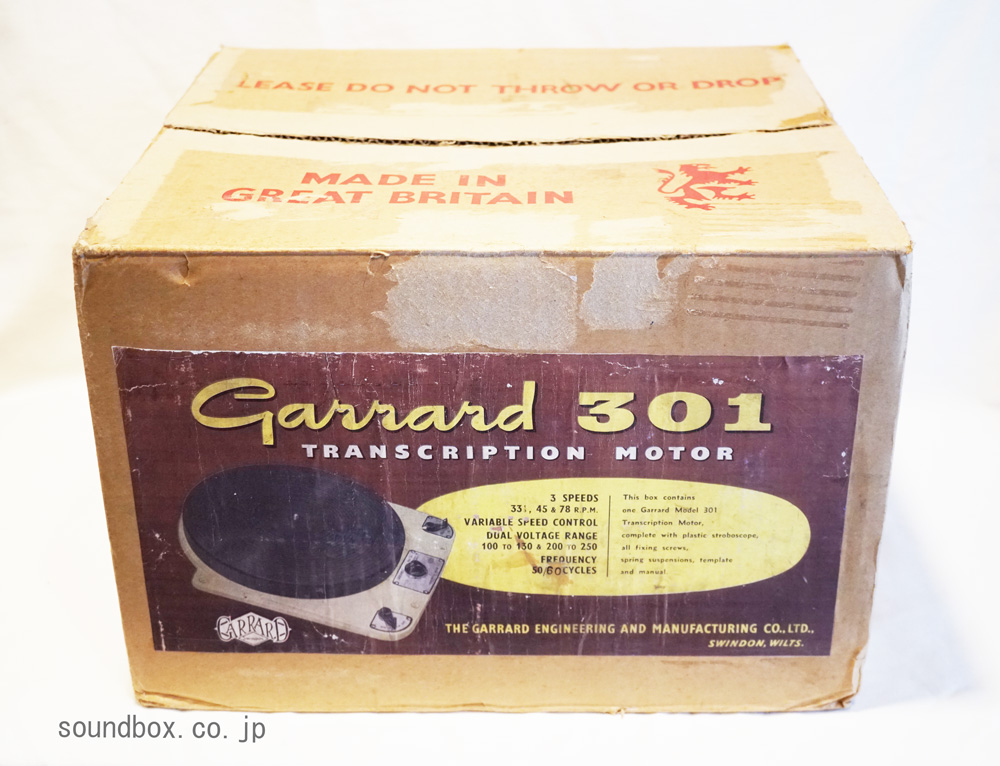 LEASE DO NOT THROW OR DROP
MADE IN
GREAT BRITAIN
Garrard 301
TRANSCRIPTION MOTOR
3 SPEEDS
33⅓, 45 & 78 R.P.M.
VARIABLE SPEED CONTROL
DUAL VOLTAGE RANGE
100 TO 130 & 200 TO 250
FREQUENCY
50/60 CYCLES
This box contains
one Garrard Model 301
Transcription Motor,
complete with plastic stroboscope,
all fixing screws,
spring suspensions, template
and manual.
GARRARD
THE GARRARD ENGINEERING AND MANUFACTURING CO., LTD.,
SWINDON, WILTS.
soundbox.co.jp